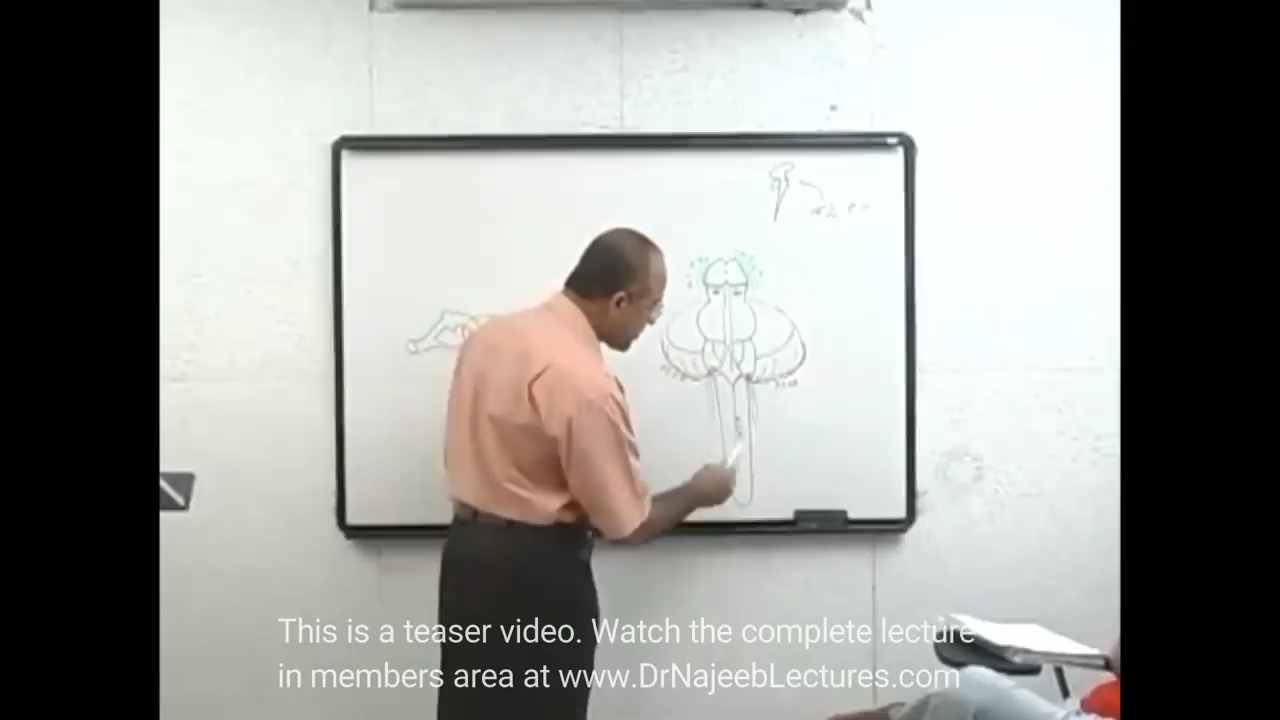 This is a teaser video. Watch the complete lecture
in members area at www.DrNajeebLectures.com